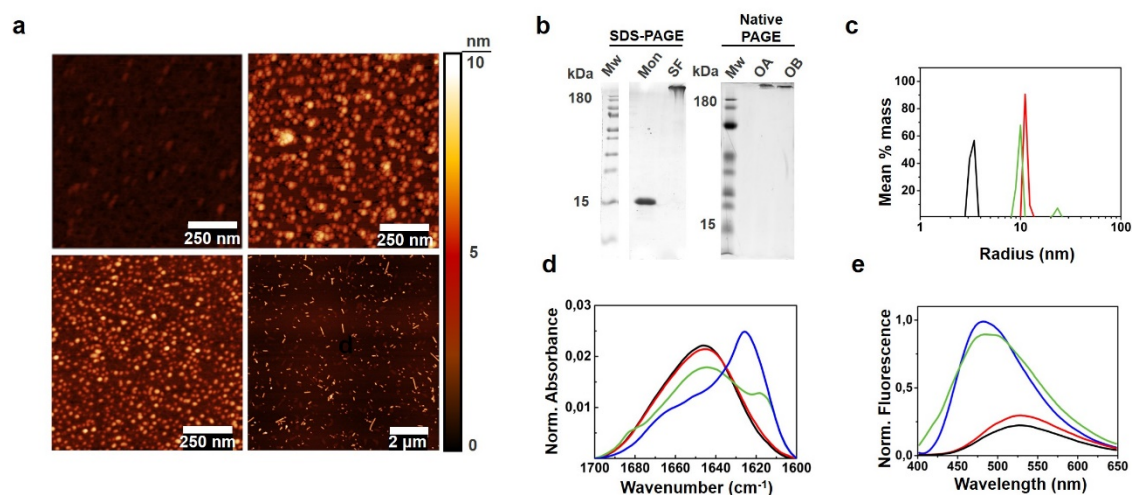 a
nm
10
5
0
250 nm
250 nm
250 nm
d
2 µm
b
SDS-PAGE
Native
PAGE
kDa
Mw
Mon
SF
kDa
Mw
OA
OB
180
15
180
15
c
Mean % mass
100
80
60
40
20
1
10
100
Radius (nm)
d
Norm. Absorbance
0,03
0,02
0,01
1700
1680
1660
1640
1620
1600
Wavenumber (cm-1)
e
Norm. Fluorescence
1,0
0,5
0,0
400
450
500
550
600
650
Wavelength (nm)